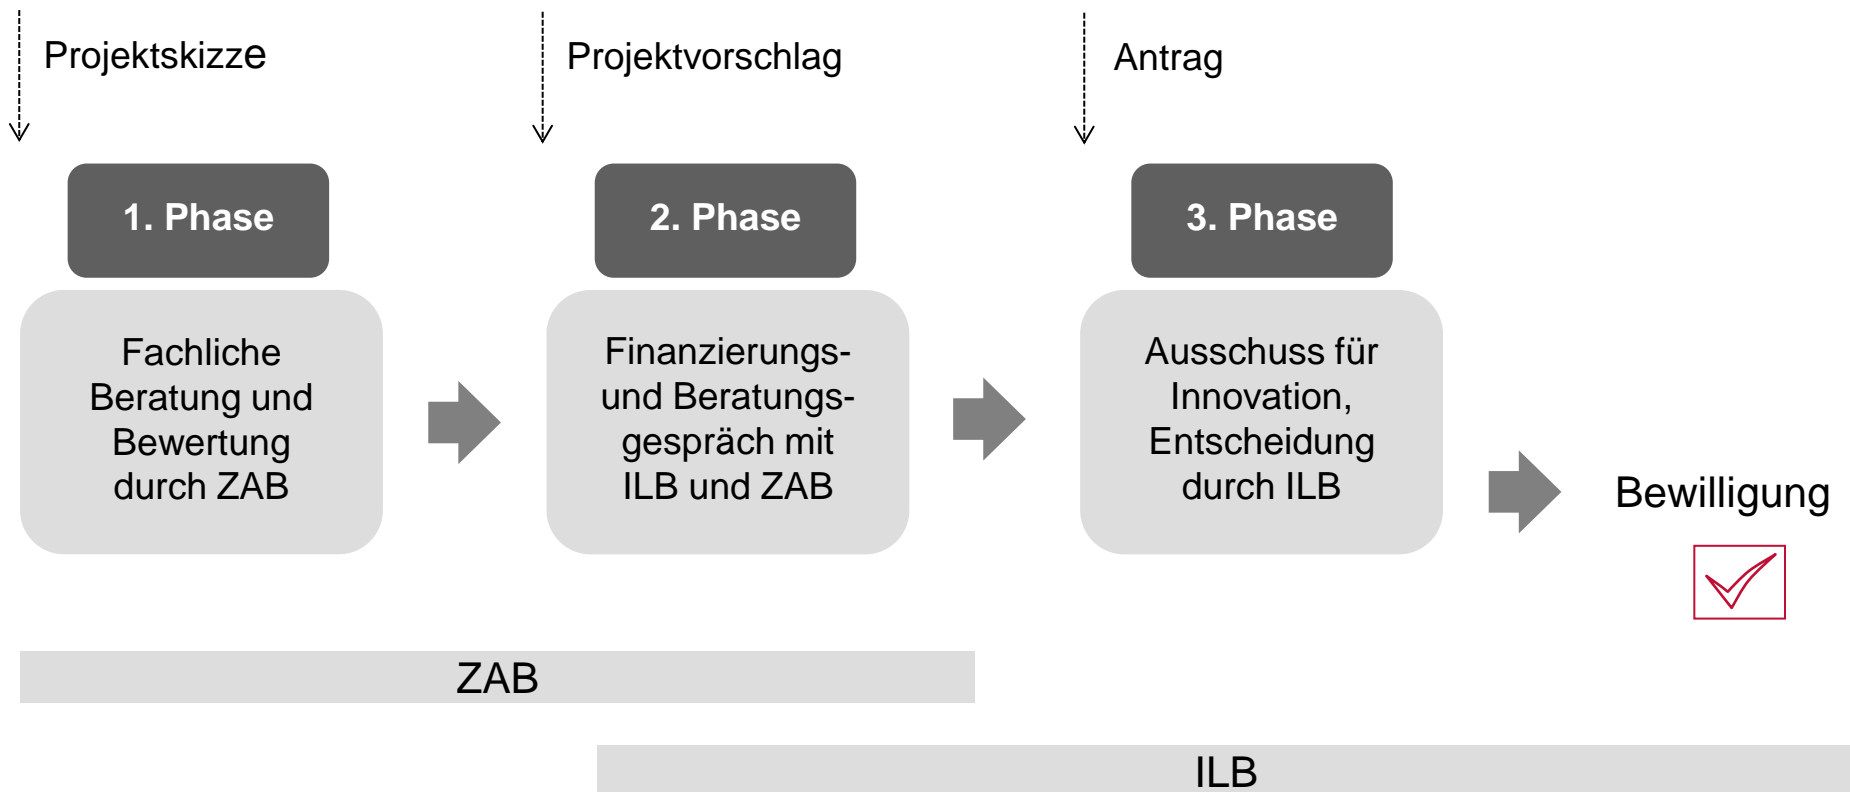 Projektskizze
Projektvorschlag
Antrag
1. Phase
2. Phase
3. Phase
Fachliche
Beratung und
Bewertung
durch ZAB
Finanzierungs-
und Beratungs-
gespräch mit
ILB und ZAB
Ausschuss für
Innovation,
Entscheidung
durch ILB
Bewilligung
ZAB
ILB